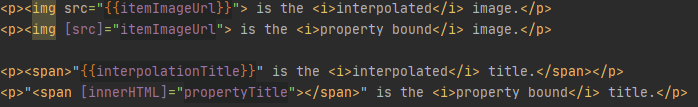 <p><img src="{{itemImageUrl}}"> is the <i>interpolated</i> image.</p>
<p><img [src]="itemImageUrl"> is the <i>property bound</i> image.</p>
<p><span>"{{interpolationTitle}}" is the <i>interpolated</i> title.</span></p>
<p>"<span [innerHTML]="propertyTitle"></span>" is the <i>property bound</i> title.</p>